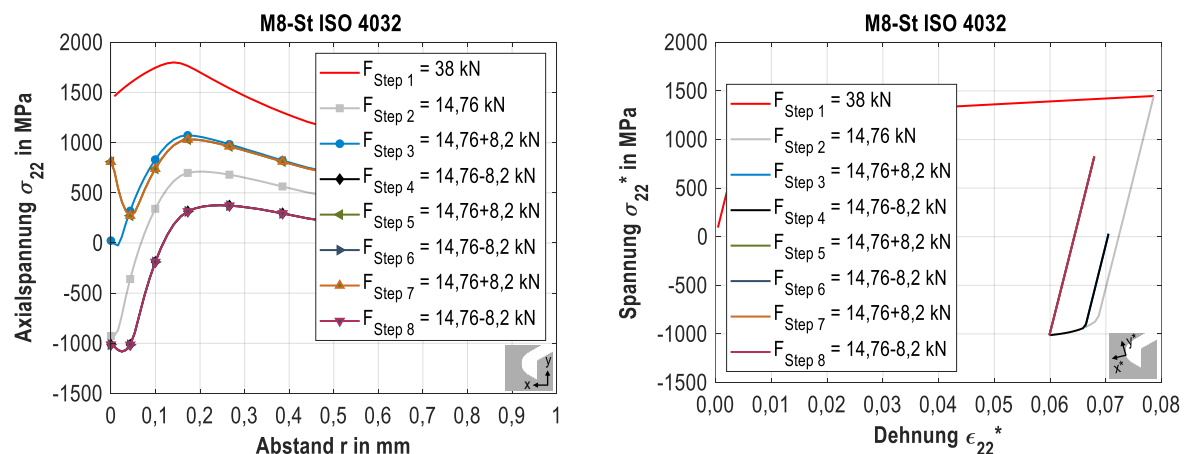 M8-St ISO 4032
Axialspannung σ22 in MPa
2000
1500
1000
500
0
-500
-1000
-1500
FStep 1 = 38 kN
FStep 2 = 14,76 kN
FStep 3 = 14,76+8,2 kN
FStep 4 = 14,76-8,2 kN
FStep 5 = 14,76+8,2 kN
FStep 6 = 14,76-8,2 kN
FStep 7 = 14,76+8,2 kN
FStep 8 = 14,76-8,2 kN
y
x
0 0,1 0,2 0,3 0,4 0,5 0,6 0,7 0,8 0,9 1
Abstand r in mm
M8-St ISO 4032
Spannung σ22* in MPa
2000
1500
1000
500
0
-500
-1000
-1500
FStep 1 = 38 kN
FStep 2 = 14,76 kN
FStep 3 = 14,76+8,2 kN
FStep 4 = 14,76-8,2 kN
FStep 5 = 14,76+8,2 kN
FStep 6 = 14,76-8,2 kN
FStep 7 = 14,76+8,2 kN
FStep 8 = 14,76-8,2 kN
y*
x*
0,00 0,01 0,02 0,03 0,04 0,05 0,06 0,07 0,08
Dehnung ϵ22*